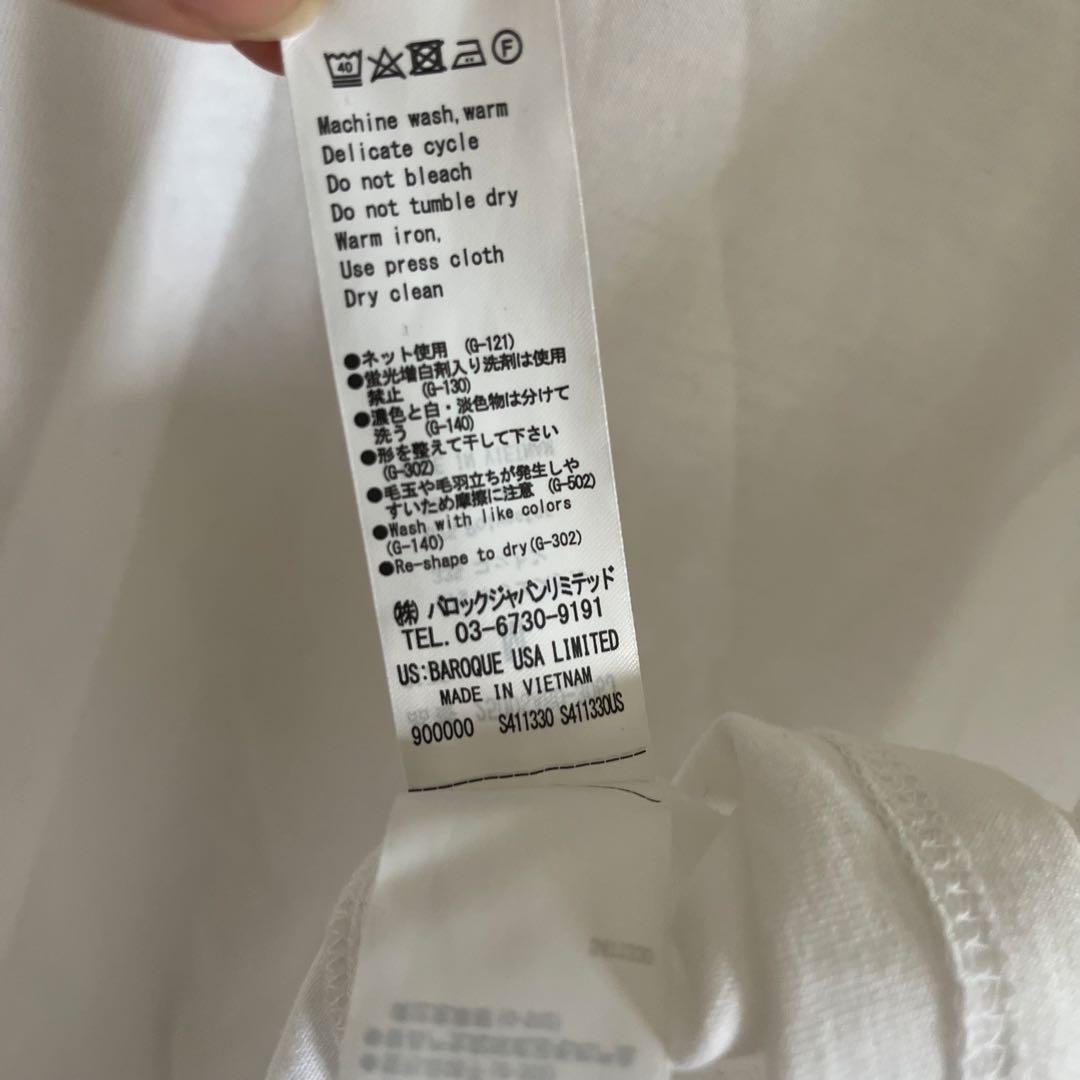 40 F
Machine wash,warm
Delicate cycle
Do not bleach
Do not tumble dry
Warm iron,
Use press cloth
Dry clean
●ネット使用 (G-121)
●蛍光増白剤入り洗剤は使用
禁止 (G-130)
●濃色と白・淡色物は分けて
洗う (G-140)
●形を整えて干して下さい
(G-302)
●毛玉や毛羽立ちが発生しや
すいため摩擦に注意 (G-502)
●Wash with like colors
(G-140)
●Re-shape to dry(G-302)
㈱バロックジャパンリミテッド
TEL. 03-6730-9191
US:BAROQUE USA LIMITED
MADE IN VIETNAM
900000 S411330 S411330US